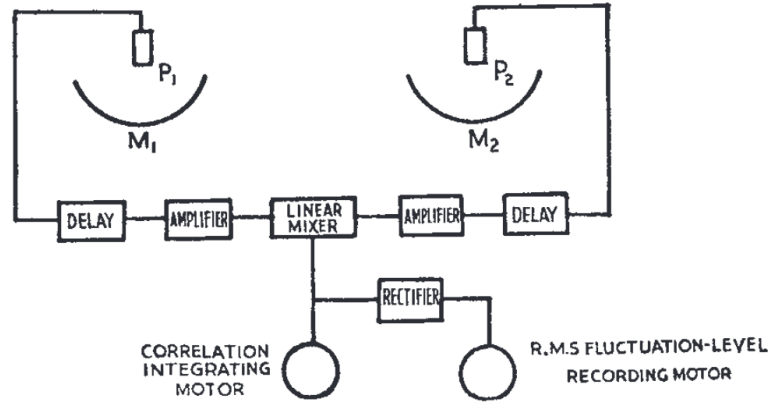 P1
P2
M1
M2
DELAY
AMPLIFIER
LINEAR
MIXER
AMPLIFIER
DELAY
RECTIFIER
CORRELATION
INTEGRATING
MOTOR
R.M.S FLUCTUATION-LEVEL
RECORDING MOTOR